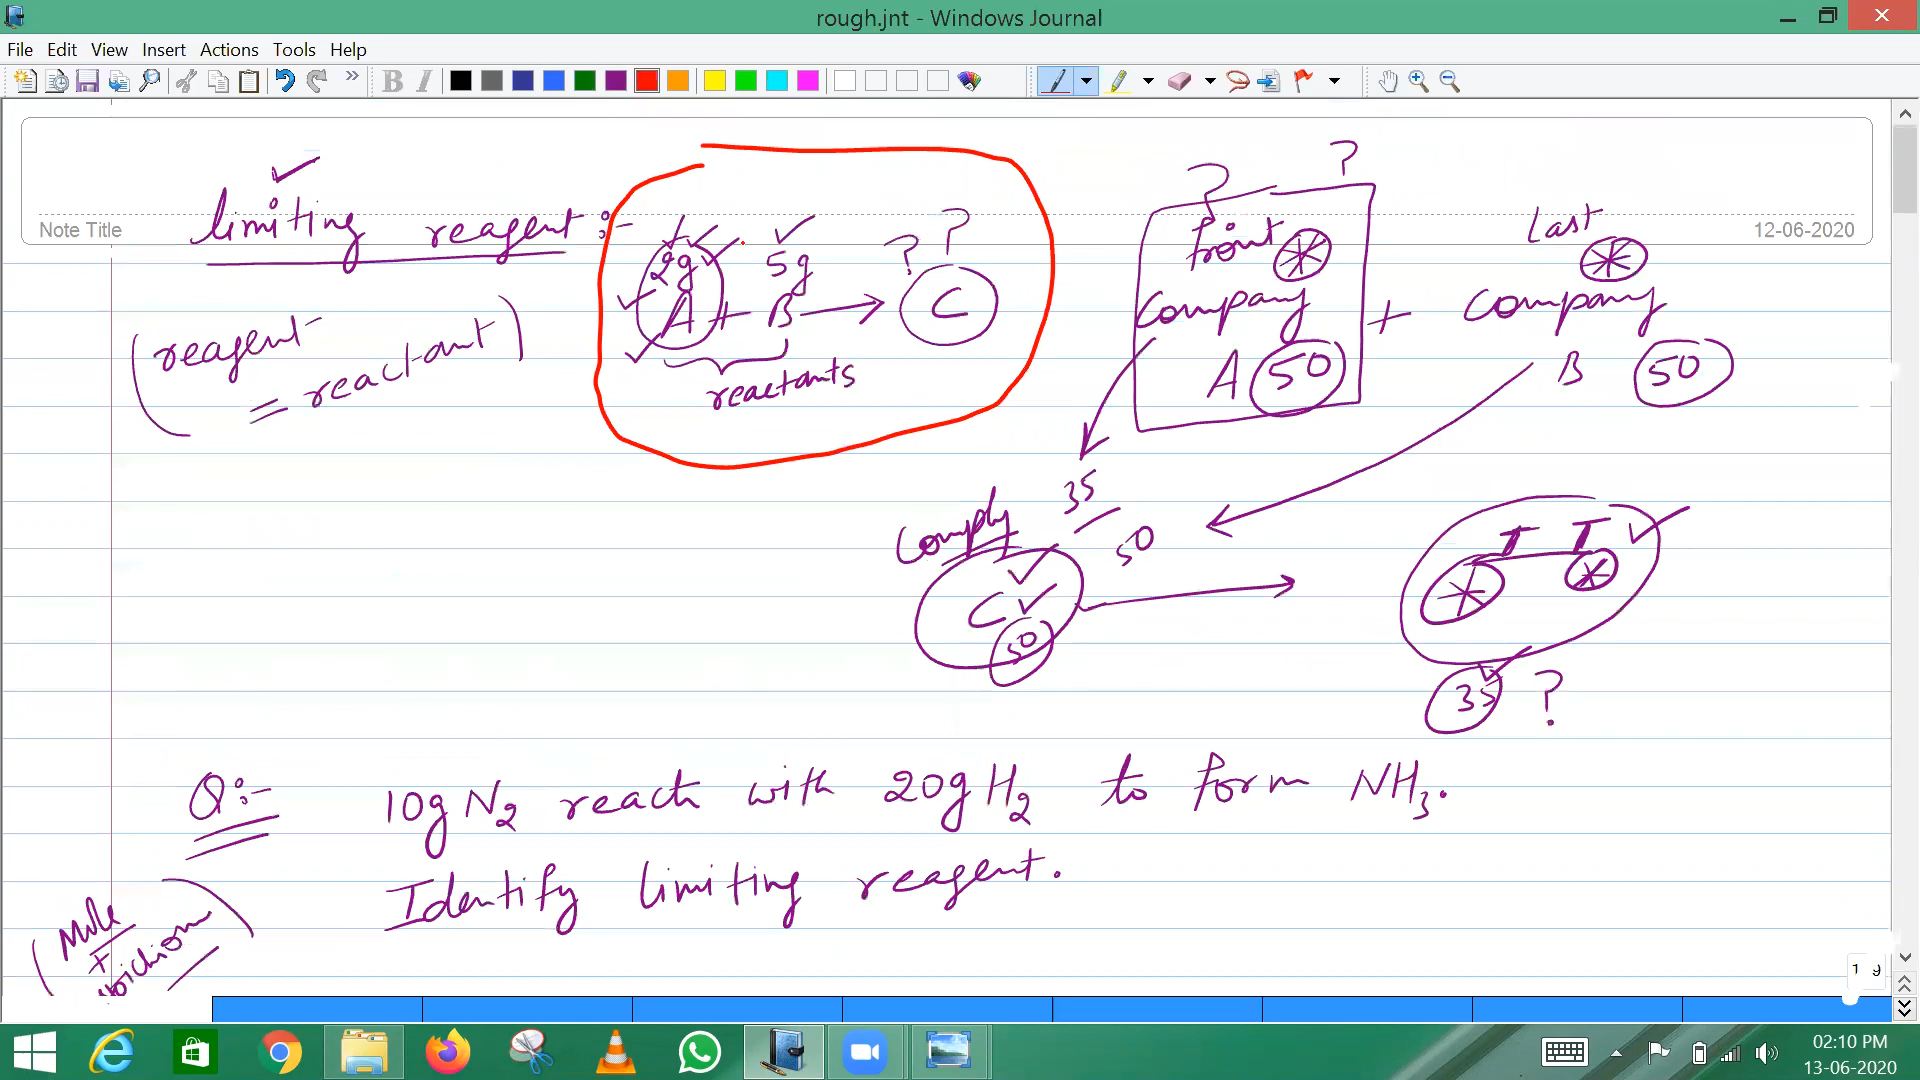 rough.jnt - Windows Journal
File Edit View Insert Actions Tools Help
Note Title
12-06-2020
limiting reagent :-
(reagent
= reactant)
2g 5g ? ?
A + B → C
reactants
? ?
front
Company
A 50
+
Last
Company
B 50
35
50
Comply
C
50
35 ?
Q:- 10g N2 react with 20g H2 to form NH3.
Identify limiting reagent.
(Mole
+
02:10 PM
13-06-2020